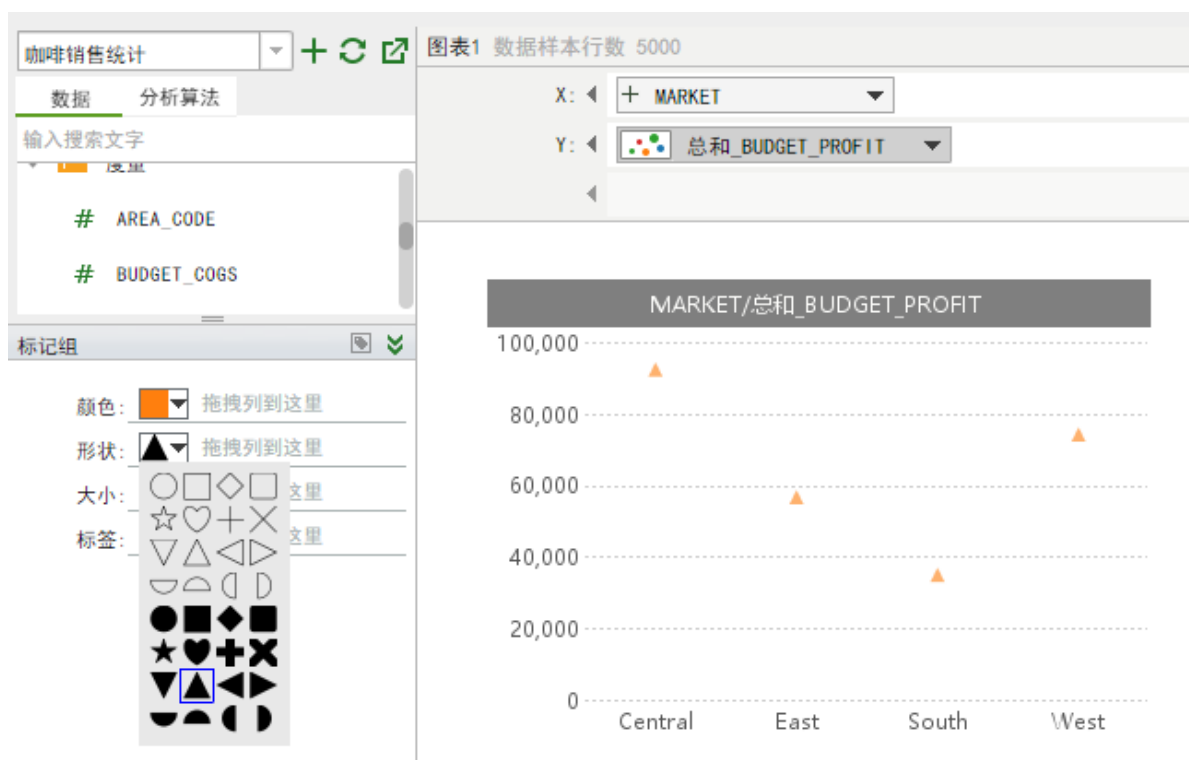 咖啡销售统计
数据 分析算法
输入搜索文字
度量
# AREA_CODE
# BUDGET_COGS
标记组
颜色: 拖拽列到这里
形状: 拖拽列到这里
大小: 这里
标签: 这里
图表1 数据样本行数 5000
X: + MARKET
Y: 总和_BUDGET_PROFIT
MARKET/总和_BUDGET_PROFIT
100,000
80,000
60,000
40,000
20,000
0
Central East South West